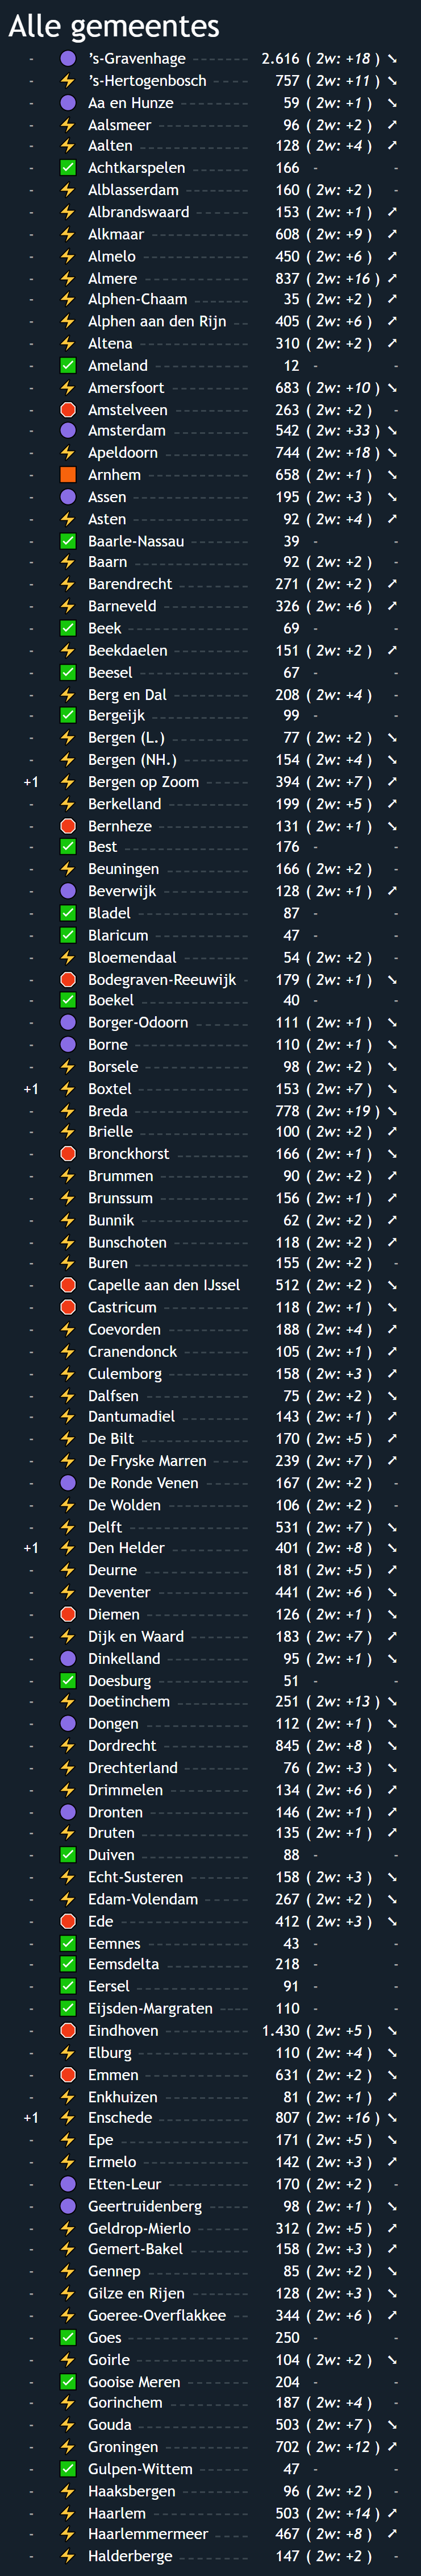 Alle gemeentes
- 's-Gravenhage 2.616 ( 2w: +18 ) ↘
- 's-Hertogenbosch 757 ( 2w: +11 ) ↘
- Aa en Hunze 59 ( 2w: +1 ) ↘
- Aalsmeer 96 ( 2w: +2 ) ↗
- Aalten 128 ( 2w: +4 ) ↗
- Achtkarspelen 166 - -
- Alblasserdam 160 ( 2w: +2 ) -
- Albrandswaard 153 ( 2w: +1 ) ↗
- Alkmaar 608 ( 2w: +9 ) ↗
- Almelo 450 ( 2w: +6 ) ↗
- Almere 837 ( 2w: +16 ) ↗
- Alphen-Chaam 35 ( 2w: +2 ) ↗
- Alphen aan den Rijn 405 ( 2w: +6 ) ↗
- Altena 310 ( 2w: +2 ) ↗
- Ameland 12 - -
- Amersfoort 683 ( 2w: +10 ) ↘
- Amstelveen 263 ( 2w: +2 ) -
- Amsterdam 542 ( 2w: +33 ) ↘
- Apeldoorn 744 ( 2w: +18 ) ↘
- Arnhem 658 ( 2w: +1 ) ↘
- Assen 195 ( 2w: +3 ) ↘
- Asten 92 ( 2w: +4 ) ↗
- Baarle-Nassau 39 - -
- Baarn 92 ( 2w: +2 ) -
- Barendrecht 271 ( 2w: +2 ) ↗
- Barneveld 326 ( 2w: +6 ) ↗
- Beek 69 - -
- Beekdaelen 151 ( 2w: +2 ) ↗
- Beesel 67 - -
- Berg en Dal 208 ( 2w: +4 ) -
- Bergeijk 99 - -
- Bergen (L.) 77 ( 2w: +2 ) ↘
- Bergen (NH.) 154 ( 2w: +4 ) ↘
+1 Bergen op Zoom 394 ( 2w: +7 ) ↗
- Berkelland 199 ( 2w: +5 ) ↗
- Bernheze 131 ( 2w: +1 ) ↘
- Best 176 - -
- Beuningen 166 ( 2w: +2 ) -
- Beverwijk 128 ( 2w: +1 ) ↗
- Bladel 87 - -
- Blaricum 47 - -
- Bloemendaal 54 ( 2w: +2 ) -
- Bodegraven-Reeuwijk 179 ( 2w: +1 ) ↘
- Boekel 40 - -
- Borger-Odoorn 111 ( 2w: +1 ) ↘
- Borne 110 ( 2w: +1 ) ↘
- Borsele 98 ( 2w: +2 ) ↘
+1 Boxtel 153 ( 2w: +7 ) ↘
- Breda 778 ( 2w: +19 ) ↘
- Brielle 100 ( 2w: +2 ) ↗
- Bronckhorst 166 ( 2w: +1 ) ↘
- Brummen 90 ( 2w: +2 ) ↗
- Brunssum 156 ( 2w: +1 ) ↗
- Bunnik 62 ( 2w: +2 ) ↗
- Bunschoten 118 ( 2w: +2 ) ↗
- Buren 155 ( 2w: +2 ) -
- Capelle aan den IJssel 512 ( 2w: +2 ) ↘
- Castricum 118 ( 2w: +1 ) ↘
- Coevorden 188 ( 2w: +4 ) ↗
- Cranendonck 105 ( 2w: +1 ) ↗
- Culemborg 158 ( 2w: +3 ) ↗
- Dalfsen 75 ( 2w: +2 ) ↘
- Dantumadiel 143 ( 2w: +1 ) ↗
- De Bilt 170 ( 2w: +5 ) ↗
- De Fryske Marren 239 ( 2w: +7 ) ↗
- De Ronde Venen 167 ( 2w: +2 ) -
- De Wolden 106 ( 2w: +2 ) -
- Delft 531 ( 2w: +7 ) ↘
+1 Den Helder 401 ( 2w: +8 ) ↘
- Deurne 181 ( 2w: +5 ) ↗
- Deventer 441 ( 2w: +6 ) ↘
- Diemen 126 ( 2w: +1 ) ↘
- Dijk en Waard 183 ( 2w: +7 ) ↗
- Dinkelland 95 ( 2w: +1 ) ↘
- Doesburg 51 - -
- Doetinchem 251 ( 2w: +13 ) ↘
- Dongen 112 ( 2w: +1 ) ↘
- Dordrecht 845 ( 2w: +8 ) ↘
- Drechterland 76 ( 2w: +3 ) ↘
- Drimmelen 134 ( 2w: +6 ) ↗
- Dronten 146 ( 2w: +1 ) ↗
- Druten 135 ( 2w: +1 ) ↗
- Duiven 88 - -
- Echt-Susteren 158 ( 2w: +3 ) ↘
- Edam-Volendam 267 ( 2w: +2 ) ↘
- Ede 412 ( 2w: +3 ) ↘
- Eemnes 43 - -
- Eemsdelta 218 - -
- Eersel 91 - -
- Eijsden-Margraten 110 - -
- Eindhoven 1.430 ( 2w: +5 ) ↘
- Elburg 110 ( 2w: +4 ) ↘
- Emmen 631 ( 2w: +2 ) ↘
- Enkhuizen 81 ( 2w: +1 ) ↗
+1 Enschede 807 ( 2w: +16 ) ↘
- Epe 171 ( 2w: +5 ) ↘
- Ermelo 142 ( 2w: +3 ) ↗
- Etten-Leur 170 ( 2w: +2 ) -
- Geertruidenberg 98 ( 2w: +1 ) ↘
- Geldrop-Mierlo 312 ( 2w: +5 ) ↗
- Gemert-Bakel 158 ( 2w: +3 ) ↗
- Gennep 85 ( 2w: +2 ) ↘
- Gilze en Rijen 128 ( 2w: +3 ) ↘
- Goeree-Overflakkee 344 ( 2w: +6 ) ↗
- Goes 250 - -
- Goirle 104 ( 2w: +2 ) ↘
- Gooise Meren 204 - -
- Gorinchem 187 ( 2w: +4 ) -
- Gouda 503 ( 2w: +7 ) ↘
- Groningen 702 ( 2w: +12 ) ↗
- Gulpen-Wittem 47 - -
- Haaksbergen 96 ( 2w: +2 ) -
- Haarlem 503 ( 2w: +14 ) ↗
- Haarlemmermeer 467 ( 2w: +8 ) ↗
- Halderberge 147 ( 2w: +2 ) -